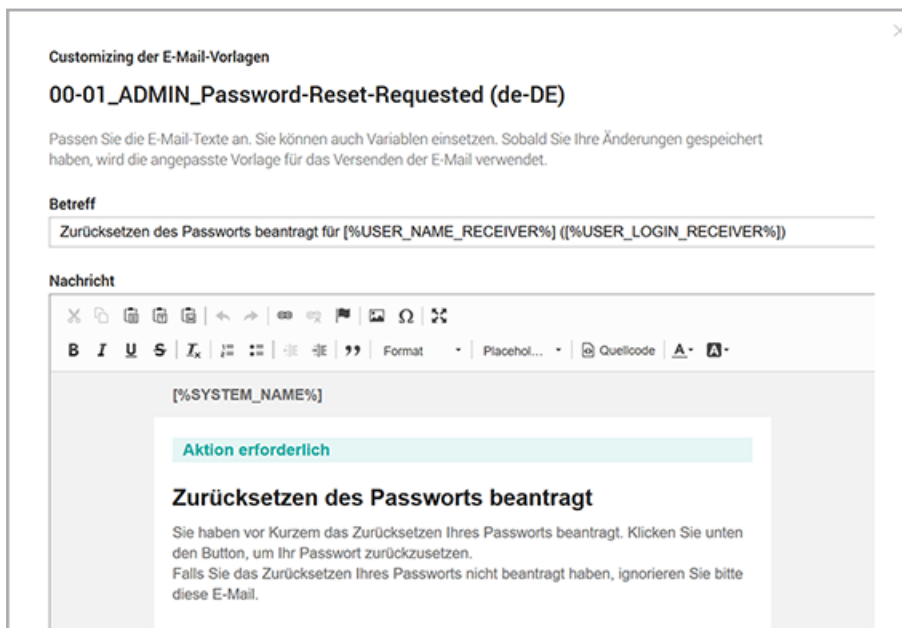 Customizing der E-Mail-Vorlagen
00-01_ADMIN_Password-Reset-Requested (de-DE)
Passen Sie die E-Mail-Texte an. Sie können auch Variablen einsetzen. Sobald Sie Ihre Änderungen gespeichert
haben, wird die angepasste Vorlage für das Versenden der E-Mail verwendet.
Betreff
Zurücksetzen des Passworts beantragt für [%USER_NAME_RECEIVER%] ([%USER_LOGIN_RECEIVER%])
Nachricht
B I U S Format Placehol... Quellcode A A
[%SYSTEM_NAME%]
Aktion erforderlich
Zurücksetzen des Passworts beantragt
Sie haben vor Kurzem das Zurücksetzen Ihres Passworts beantragt. Klicken Sie unten
den Button, um Ihr Passwort zurückzusetzen.
Falls Sie das Zurücksetzen Ihres Passworts nicht beantragt haben, ignorieren Sie bitte
diese E-Mail.